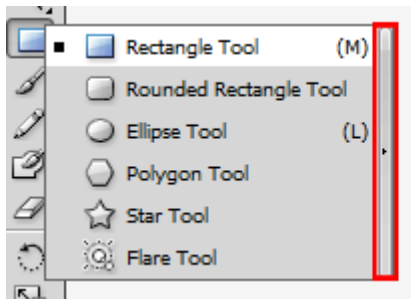 Rectangle Tool (M)
Rounded Rectangle Tool
Ellipse Tool (L)
Polygon Tool
Star Tool
Flare Tool